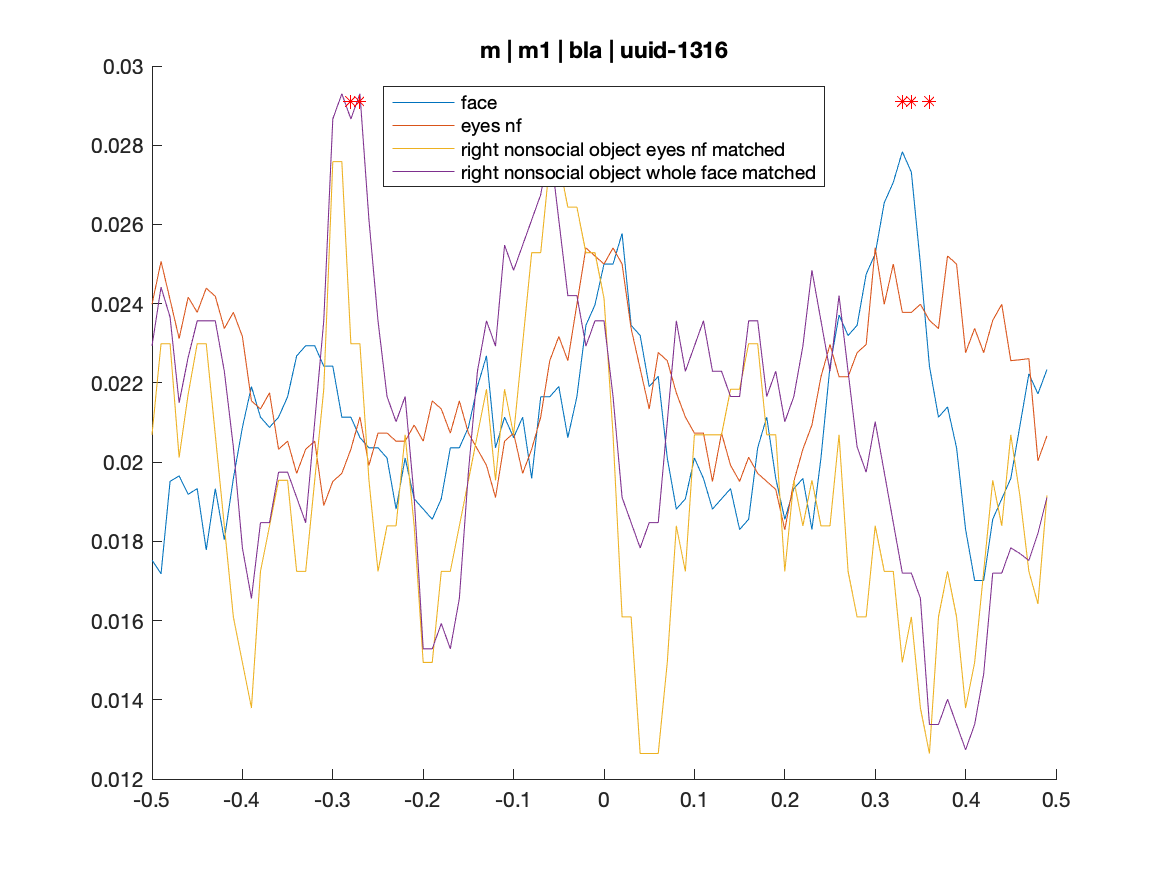 m | m1 | bla | uuid-1316
face
eyes nf
right nonsocial object eyes nf matched
right nonsocial object whole face matched
0.03
0.028
0.026
0.024
0.022
0.02
0.018
0.016
0.014
0.012
-0.5 -0.4 -0.3 -0.2 -0.1 0 0.1 0.2 0.3 0.4 0.5